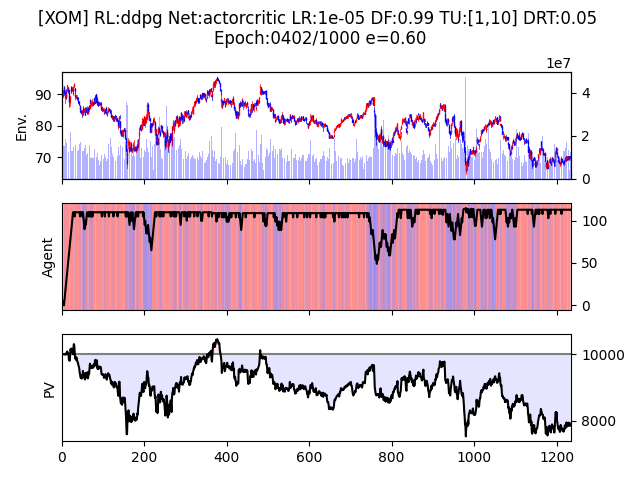 [XOM] RL:ddpg Net:actorcritic LR:1e-05 DF:0.99 TU:[1,10] DRT:0.05
Epoch:0402/1000 e=0.60
1e7
90
80
70
Env.
4
2
0
Agent
100
50
0
PV
10000
8000
0 200 400 600 800 1000 1200